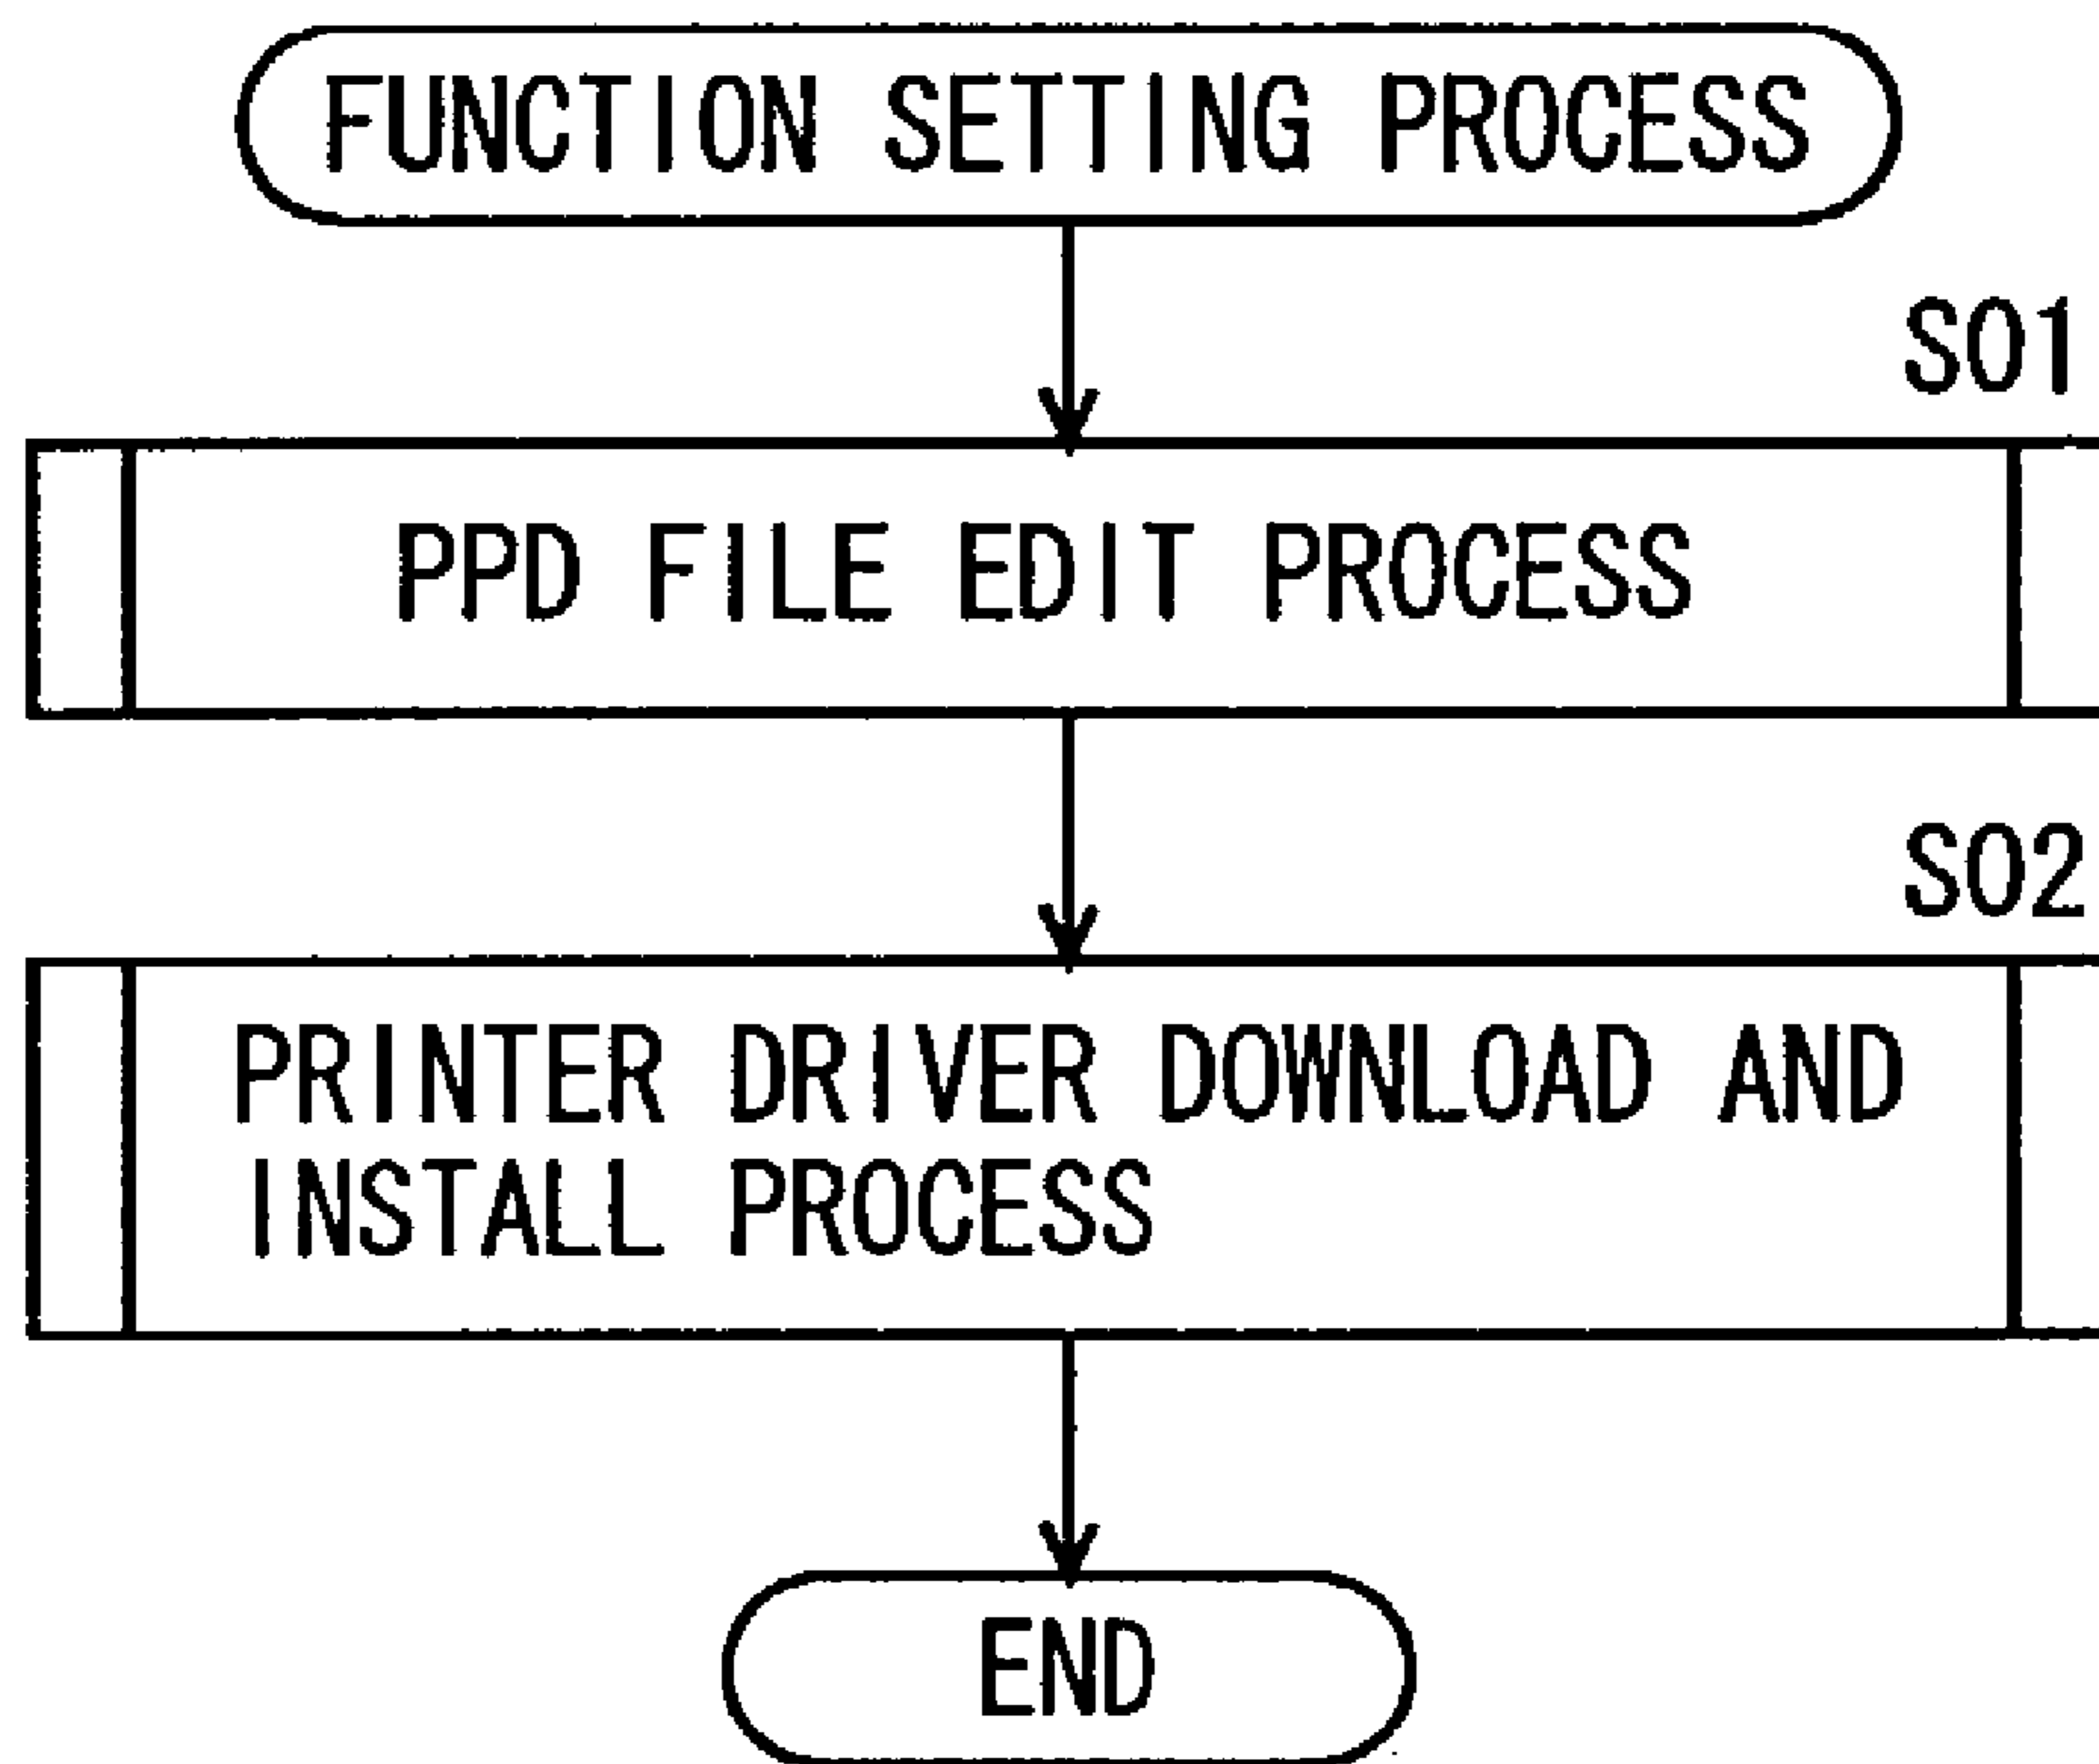 FUNCTION SETTING PROCESS
S01
PPD FILE EDIT PROCESS
S02
PRINTER DRIVER DOWNLOAD AND
INSTALL PROCESS
END